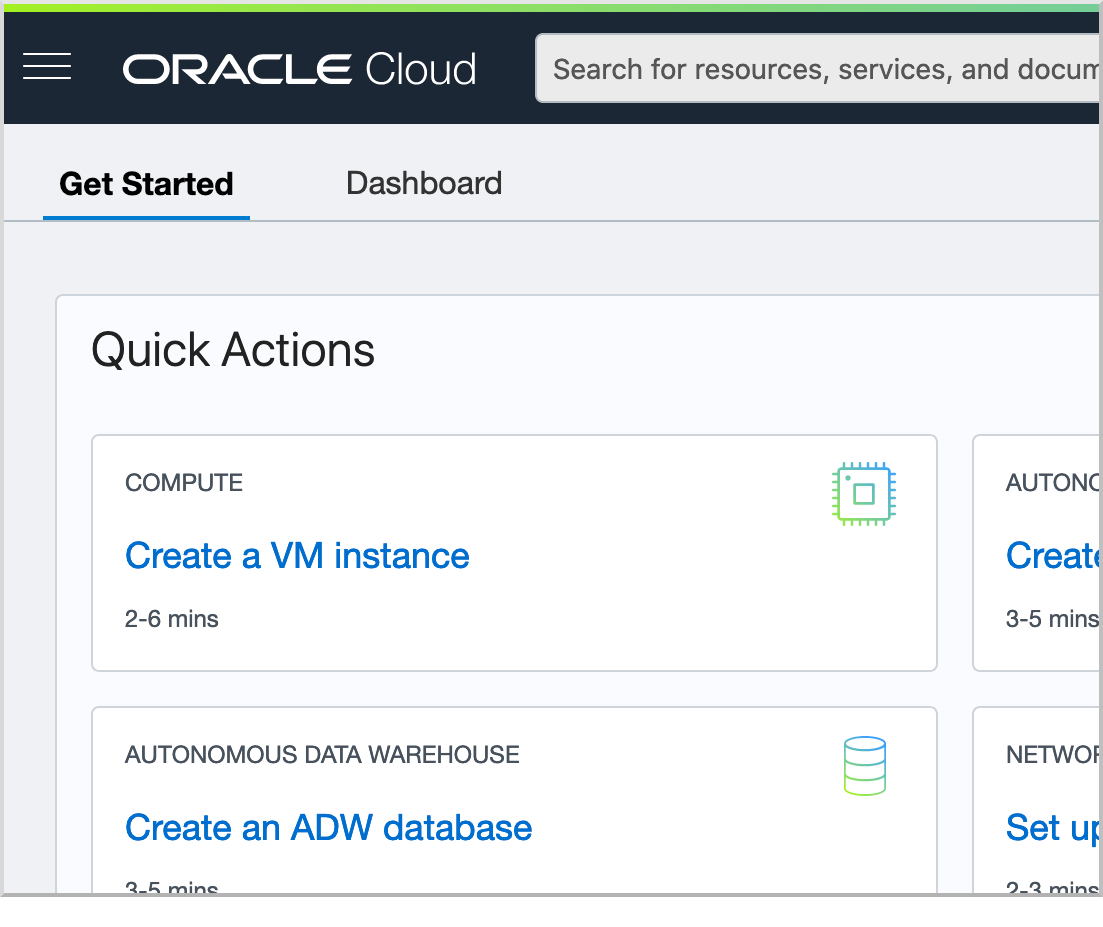 ORACLE Cloud
Search for resources, services, and docum
Get Started
Dashboard
Quick Actions
COMPUTE
Create a VM instance
2-6 mins
AUTONO
Create
3-5 mins
AUTONOMOUS DATA WAREHOUSE
Create an ADW database
3-5 mins
NETWOR
Set up
2-3 mins